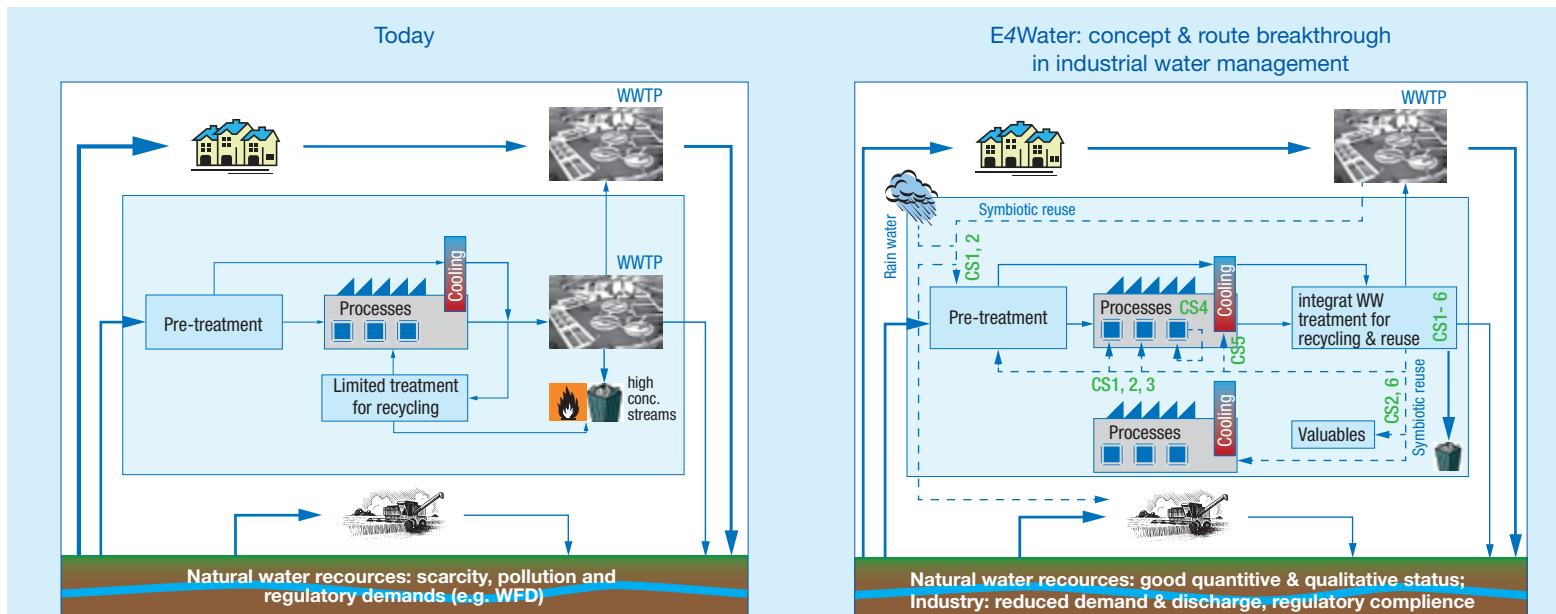 Today
WWTP
WWTP
Cooling
Processes
Pre-treatment
Limited treatment
for recycling
high
conc.
streams
Natural water recources: scarcity, pollution and
regulatory demands (e.g. WFD)
E4Water: concept & route breakthrough
in industrial water management
WWTP
Rain water
Symbiotic reuse
CS1, 2
Pre-treatment
Processes
CS4
Cooling
CS5
integrat WW
treatment for
recycling & reuse
CS1- 6
CS1, 2, 3
CS2, 6
Symbiotic reuse
Processes
Cooling
Valuables
Natural water recources: good quantitive & qualitative status;
Industry: reduced demand & discharge, regulatory complience